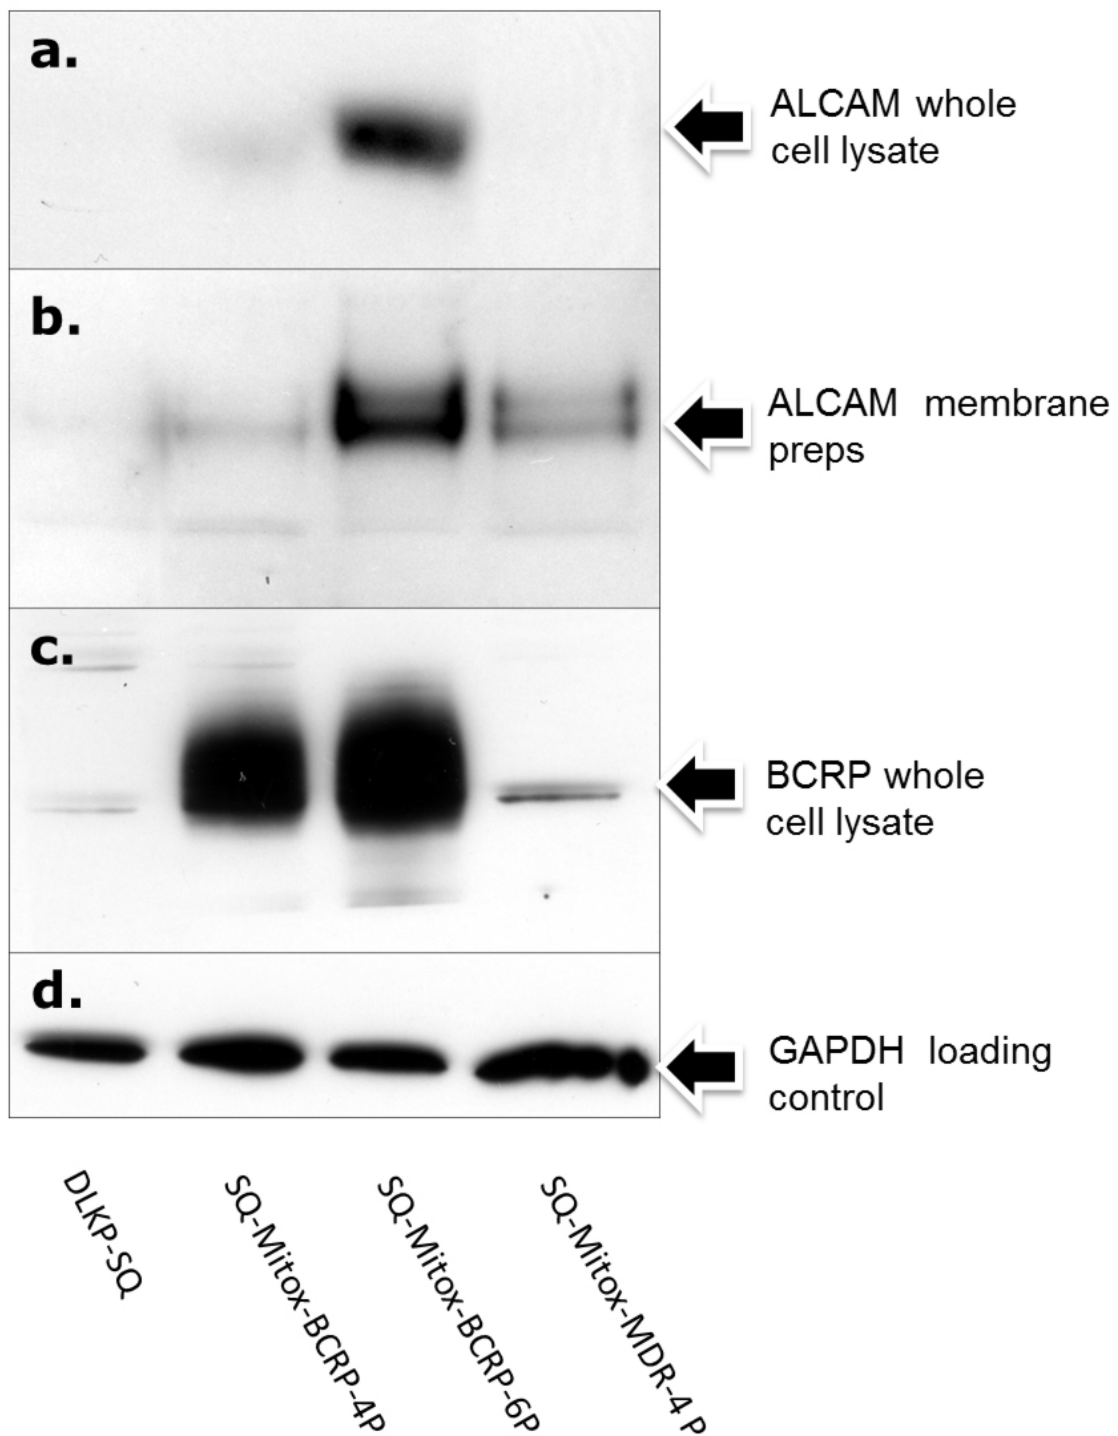 a.
ALCAM whole
cell lysate
b.
ALCAM membrane
preps
c.
BCRP whole
cell lysate
d.
GAPDH loading
control
DLKP-SQ
SQ-Mitox-BCRP-4P
SQ-Mitox-BCRP-6P
SQ-Mitox-MDR-4 P